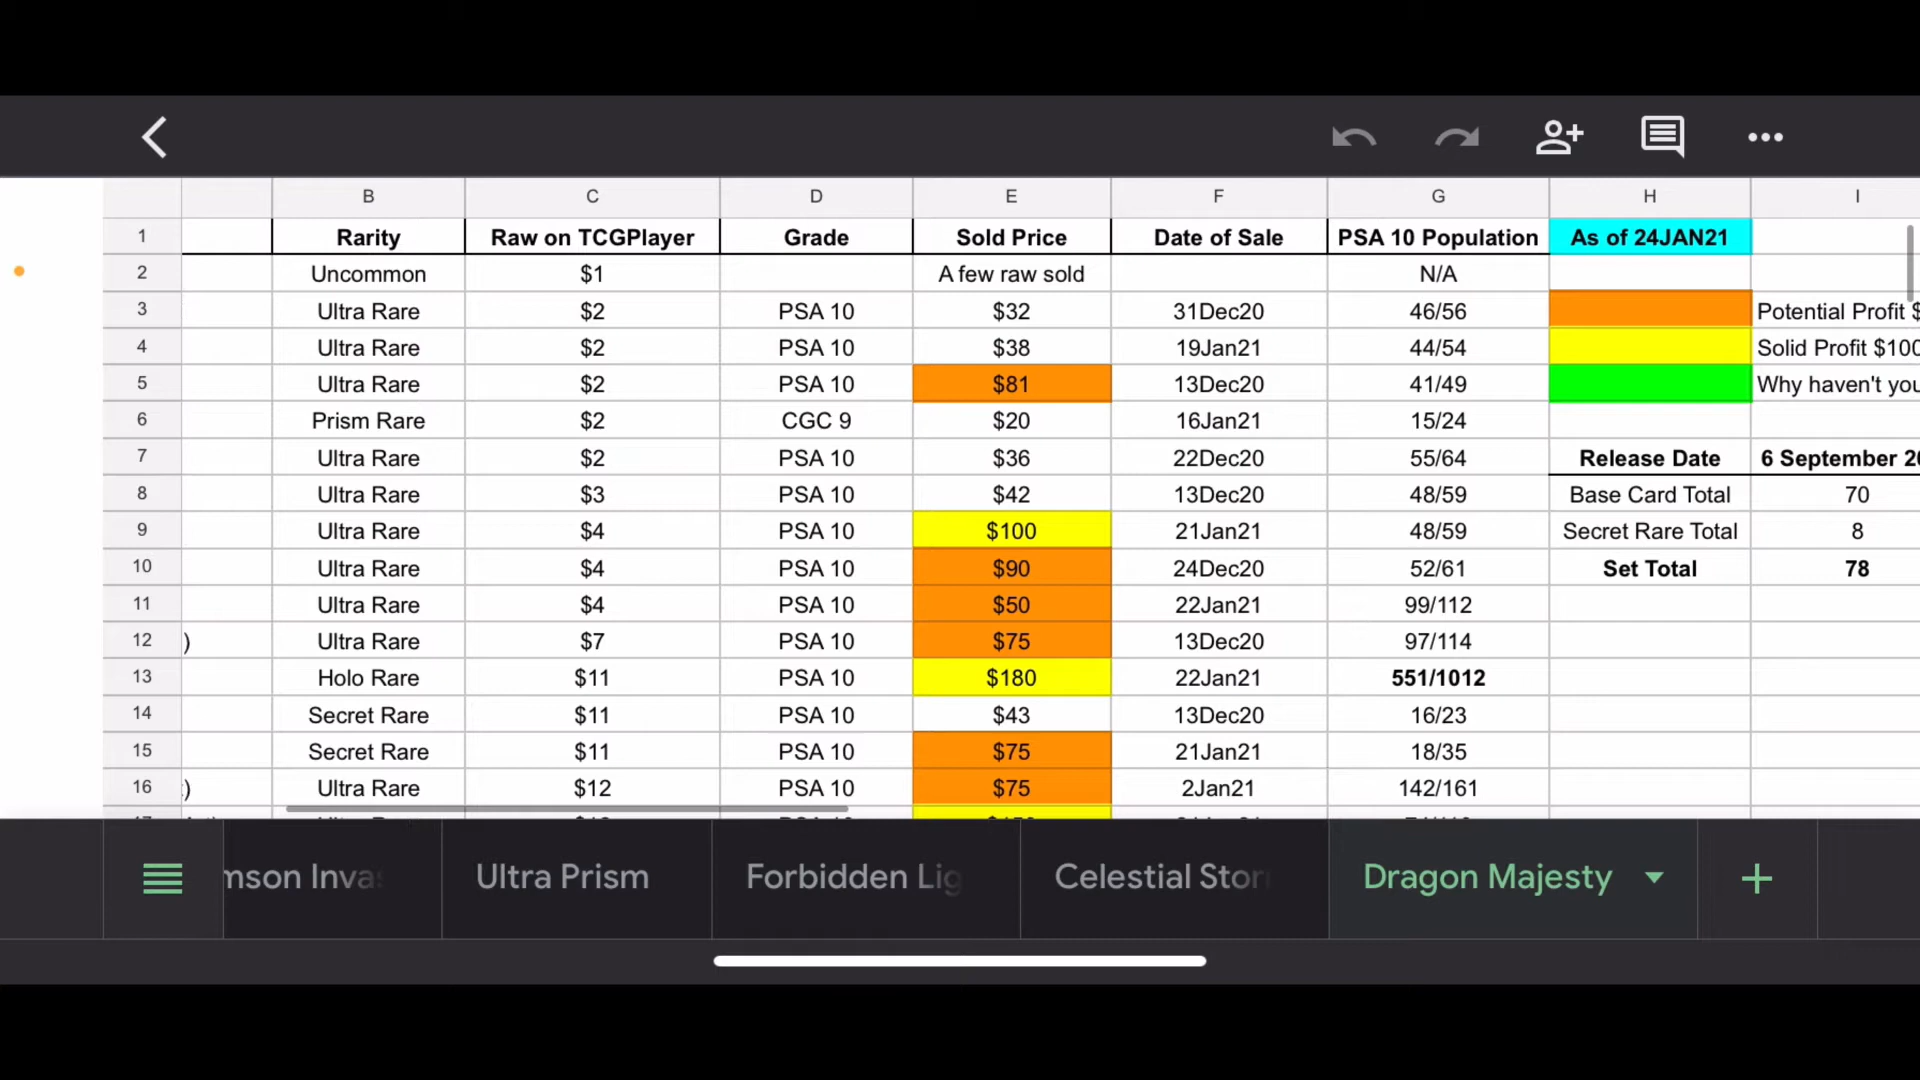 B C D E F G H I
1 Rarity Raw on TCGPlayer Grade Sold Price Date of Sale PSA 10 Population As of 24JAN21
2 Uncommon $1 A few raw sold N/A
3 Ultra Rare $2 PSA 10 $32 31Dec20 46/56 Potential Profit $
4 Ultra Rare $2 PSA 10 $38 19Jan21 44/54 Solid Profit $100
5 Ultra Rare $2 PSA 10 $81 13Dec20 41/49 Why haven't you
6 Prism Rare $2 CGC 9 $20 16Jan21 15/24
7 Ultra Rare $2 PSA 10 $36 22Dec20 55/64 Release Date 6 September 20
8 Ultra Rare $3 PSA 10 $42 13Dec20 48/59 Base Card Total 70
9 Ultra Rare $4 PSA 10 $100 21Jan21 48/59 Secret Rare Total 8
10 Ultra Rare $4 PSA 10 $90 24Dec20 52/61 Set Total 78
11 Ultra Rare $4 PSA 10 $50 22Jan21 99/112
12 ) Ultra Rare $7 PSA 10 $75 13Dec20 97/114
13 Holo Rare $11 PSA 10 $180 22Jan21 551/1012
14 Secret Rare $11 PSA 10 $43 13Dec20 16/23
15 Secret Rare $11 PSA 10 $75 21Jan21 18/35
16 :) Ultra Rare $12 PSA 10 $75 2Jan21 142/161
mson Invas Ultra Prism Forbidden Lig Celestial Stor Dragon Majesty